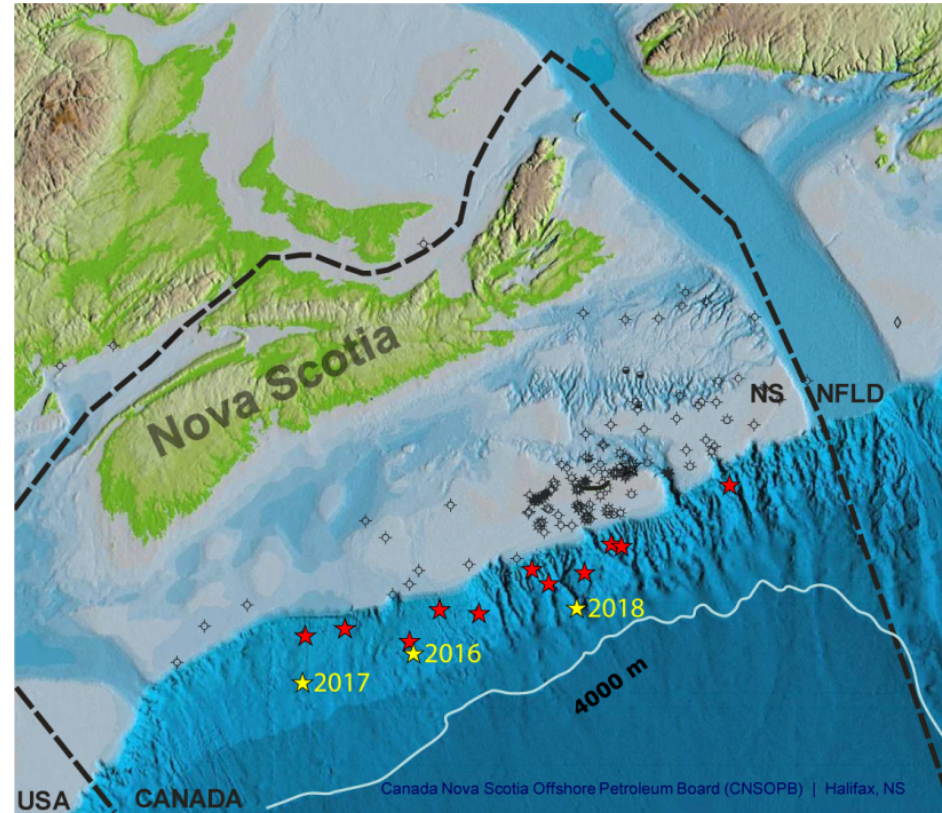 Nova Scotia
NS
NFLD
2018
2016
2017
4000 m
USA
CANADA
Canada Nova Scotia Offshore Petroleum Board (CNSOPB) | Halifax, NS